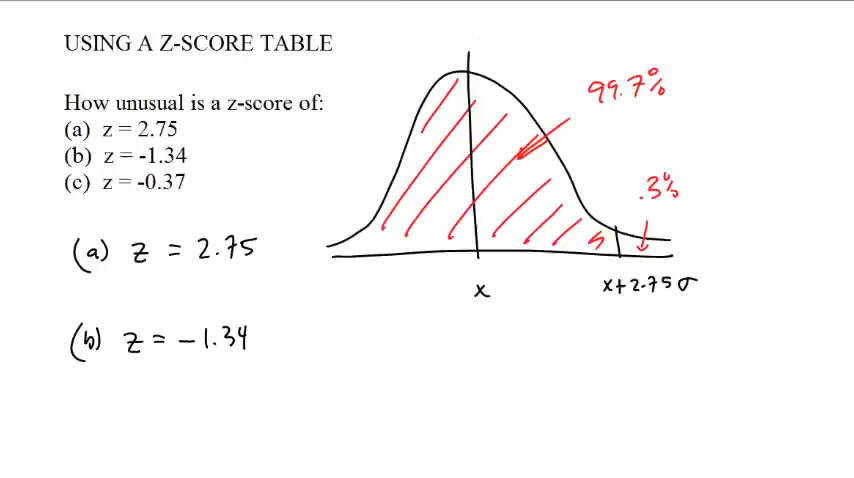 USING A Z-SCORE TABLE
How unusual is a z-score of:
(a) z = 2.75
(b) z = -1.34
(c) z = -0.37
(a) z = 2.75
(b) z = -1.34
99.7%
.3%
x
x+2.75σ